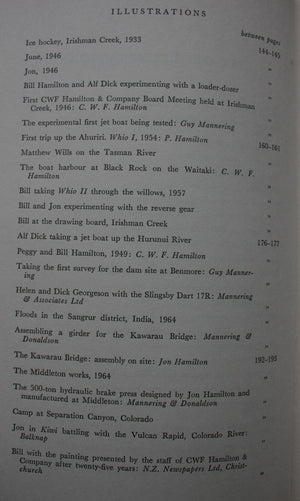 ILLUSTRATIONS
between pages
Ice hockey, Irishman Creek, 1933 144-145
June, 1946 "
Jon, 1946 "
Bill Hamilton and Alf Dick experimenting with a loader-dozer "
First CWF Hamilton & Company Board Meeting held at Irishman
Creek, 1946: C. W. F. Hamilton "
The experimental first jet boat being tested: Guy Mannering "
First trip up the Ahuriri. Whio I, 1954: P. Hamilton 160-161
Matthew Wills on the Tasman River "
The boat harbour at Black Rock on the Waitaki: C. W. F.
Hamilton "
Bill taking Whio II through the willows, 1957 "
Bill and Jon experimenting with the reverse gear "
Bill at the drawing board, Irishman Creek "
Alf Dick taking a jet boat up the Hurunui River 176-177
Peggy and Bill Hamilton, 1949: C. W. F. Hamilton "
Taking the first survey for the dam site at Benmore: Guy Manner-
ing "
Helen and Dick Georgeson with the Slingsby Dart 17R: Mannering
& Associates Ltd "
Floods in the Sangrur district, India, 1964 "
Assembling a girder for the Kawarau Bridge: Mannering &
Donaldson "
The Kawarau Bridge: assembly on site: Jon Hamilton 192-193
The Middleton works, 1964 "
The 500-ton hydraulic brake press designed by Jon Hamilton and
manufactured at Middleton: Mannering & Donaldson "
Camp at Separation Canyon, Colorado "
Jon in Kiwi battling with the Vulcan Rapid, Colorado River:
Belknap "
Bill with the painting presented by the staff of CWF Hamilton &
Company after twenty-five years: N.Z. Newspapers Ltd, Christ-
church "